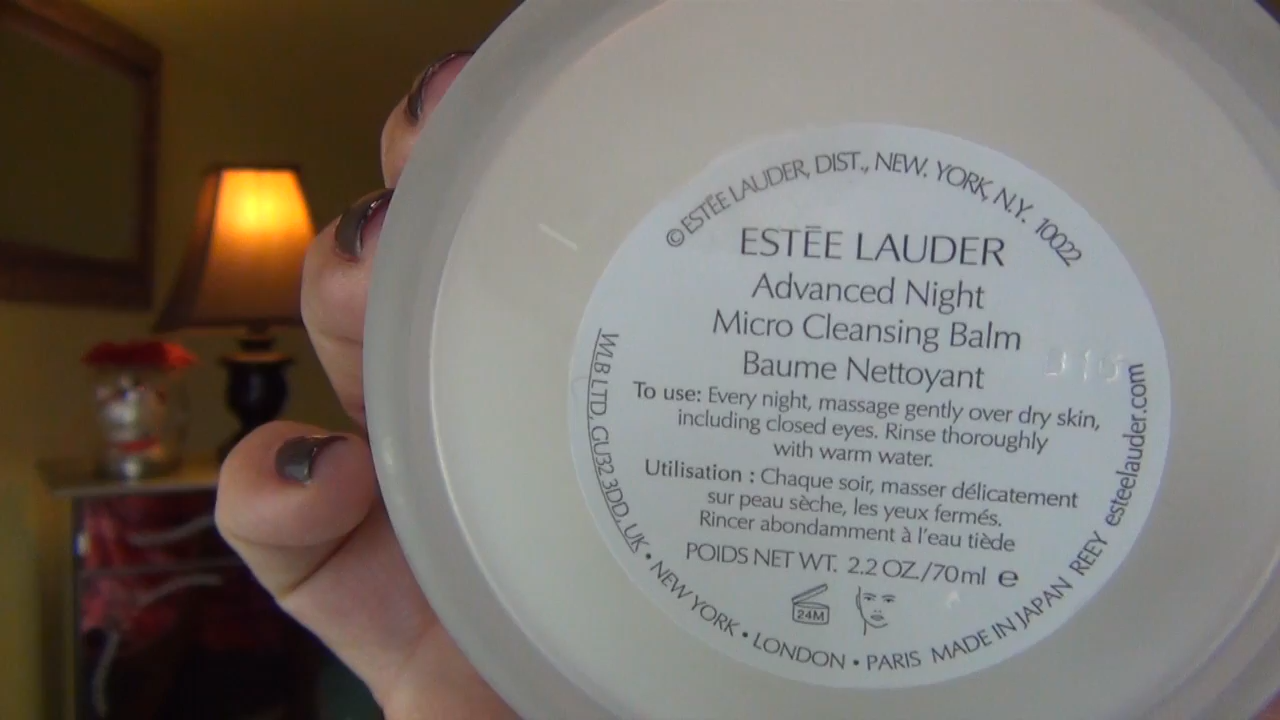 © ESTĒE LAUDER, DIST., NEW. YORK, N.Y. 10022
ESTĒE LAUDER
Advanced Night
Micro Cleansing Balm
Baume Nettoyant
To use: Every night, massage gently over dry skin,
including closed eyes. Rinse thoroughly
with warm water.
Utilisation : Chaque soir, masser délicatement
sur peau sèche, les yeux fermés.
Rincer abondamment à l'eau tiède
POIDS NET WT. 2.2 OZ./70ml e
24M
WLB LTD. GU32 3DD, UK • NEW YORK • LONDON • PARIS MADE IN JAPAN REEY esteelauder.com